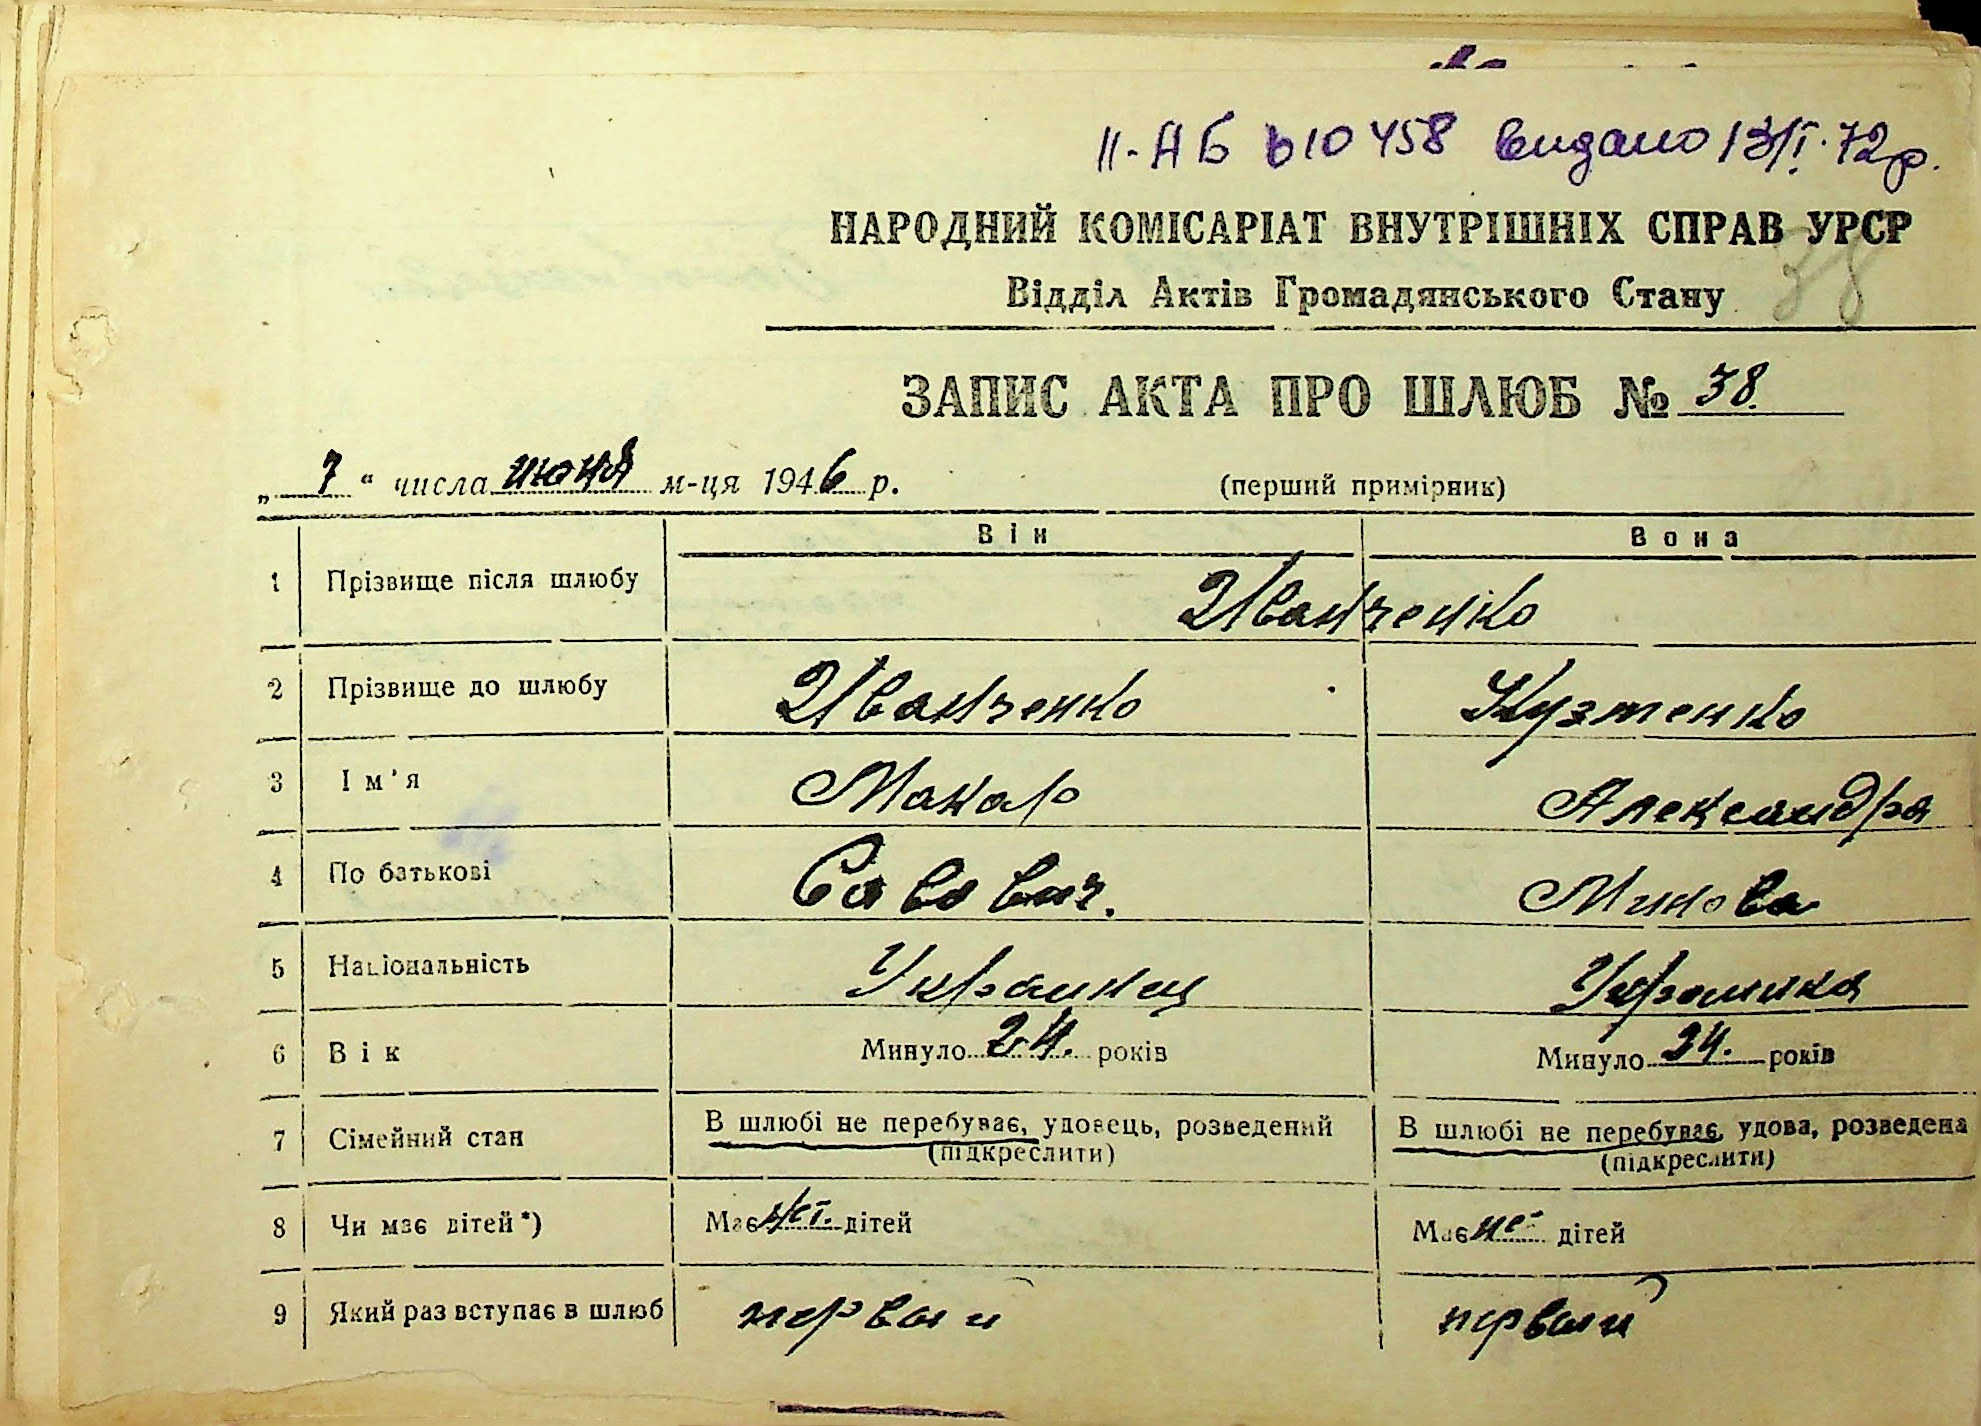 II-АБ 610458 видано 13/I.72р.
НАРОДНИЙ КОМІСАРІАТ ВНУТРІШНІХ СПРАВ УРСР
Відділ Актів Громадянського Стану
38
ЗАПИС АКТА ПРО ШЛЮБ № 38.
„ 7 “ числа июня м-ця 1946 р. (перший примірник)
Він Вона
1 Прізвище після шлюбу Иванченко
2 Прізвище до шлюбу Иванченко Кузменко
3 Ім'я Макар Александра
4 По батькові Савович. Минова
5 Національність Украинец Украинка
6 Вік Минуло 24. років Минуло 24. років
7 Сімейний стан В шлюбі не перебуває, удовець, розведений В шлюбі не перебуває, удова, розведена
(підкреслити) (підкреслити)
8 Чи має дітей*) Має нет. дітей Має нет дітей
9 Який раз вступає в шлюб первый первый